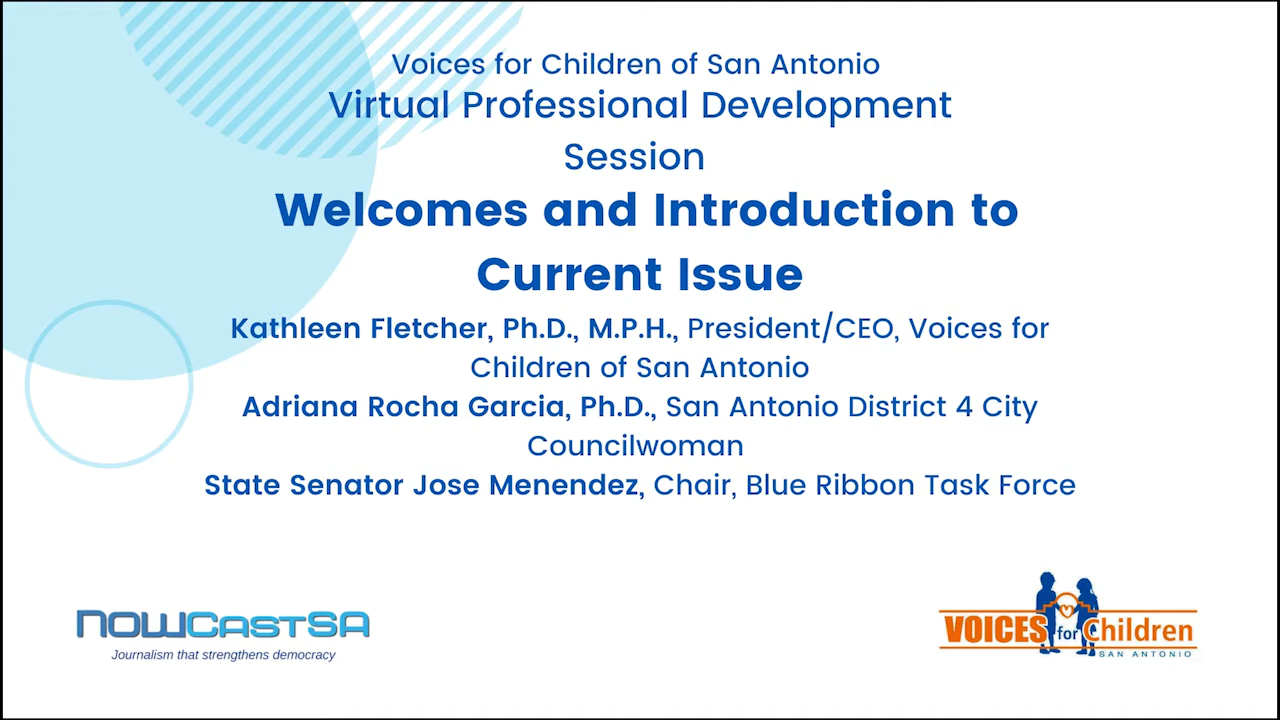 Voices for Children of San Antonio
Virtual Professional Development
Session
Welcomes and Introduction to
Current Issue
Kathleen Fletcher, Ph.D., M.P.H., President/CEO, Voices for
Children of San Antonio
Adriana Rocha Garcia, Ph.D., San Antonio District 4 City
Councilwoman
State Senator Jose Menendez, Chair, Blue Ribbon Task Force
NOWCastSA
Journalism that strengthens democracy
VOICES for Children
SAN ANTONIO